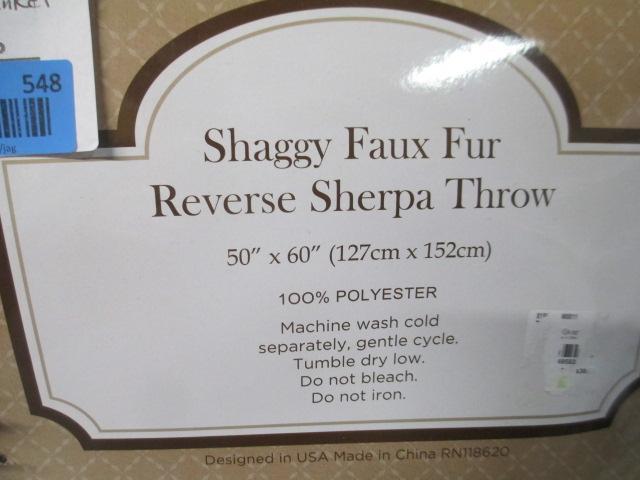 548
/jag
Shaggy Faux Fur
Reverse Sherpa Throw
50" x 60" (127cm x 152cm)
100% POLYESTER
Machine wash cold
separately, gentle cycle.
Tumble dry low.
Do not bleach.
Do not iron.
Designed in USA Made in China RN118620